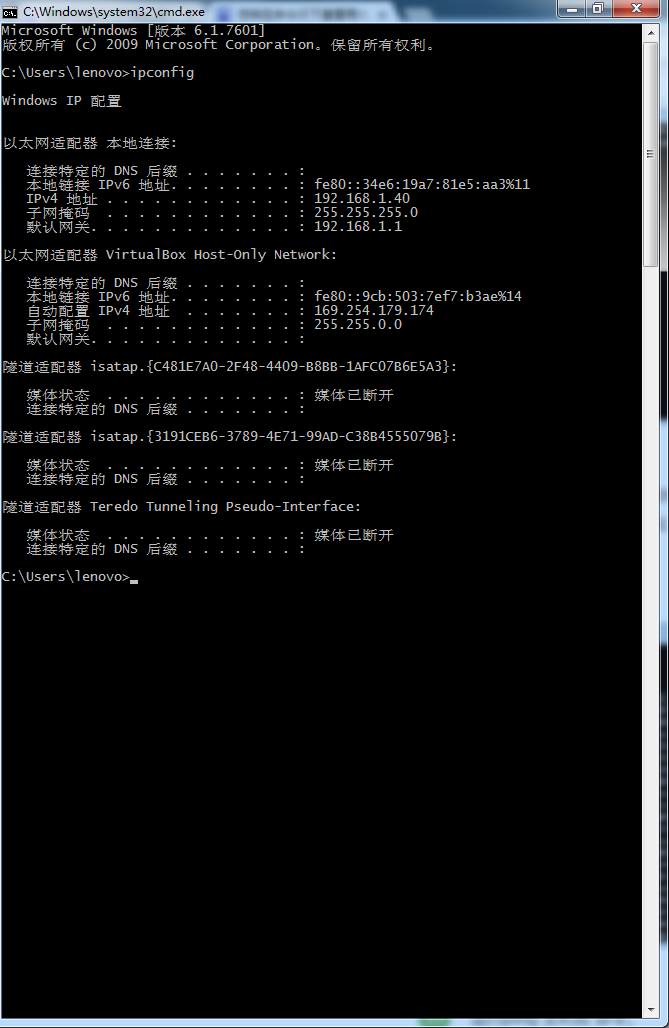 C:\Windows\system32\cmd.exe
Microsoft Windows [版本 6.1.7601]
版权所有 (c) 2009 Microsoft Corporation。保留所有权利。
C:\Users\lenovo>ipconfig
Windows IP 配置
以太网适配器 本地连接:
连接特定的 DNS 后缀 . . . . . . . :
本地链接 IPv6 地址. . . . . . . . : fe80::34e6:19a7:81e5:aa3%11
IPv4 地址 . . . . . . . . . . . . : 192.168.1.40
子网掩码  . . . . . . . . . . . . : 255.255.255.0
默认网关. . . . . . . . . . . . . : 192.168.1.1
以太网适配器 VirtualBox Host-Only Network:
连接特定的 DNS 后缀 . . . . . . . :
本地链接 IPv6 地址. . . . . . . . : fe80::9cb:503:7ef7:b3ae%14
自动配置 IPv4 地址  . . . . . . . : 169.254.179.174
子网掩码  . . . . . . . . . . . . : 255.255.0.0
默认网关. . . . . . . . . . . . . :
隧道适配器 isatap.{C481E7A0-2F48-4409-B8BB-1AFC07B6E5A3}:
媒体状态  . . . . . . . . . . . . : 媒体已断开
连接特定的 DNS 后缀 . . . . . . . :
隧道适配器 isatap.{3191CEB6-3789-4E71-99AD-C38B4555079B}:
媒体状态  . . . . . . . . . . . . : 媒体已断开
连接特定的 DNS 后缀 . . . . . . . :
隧道适配器 Teredo Tunneling Pseudo-Interface:
媒体状态  . . . . . . . . . . . . : 媒体已断开
连接特定的 DNS 后缀 . . . . . . . :
C:\Users\lenovo>